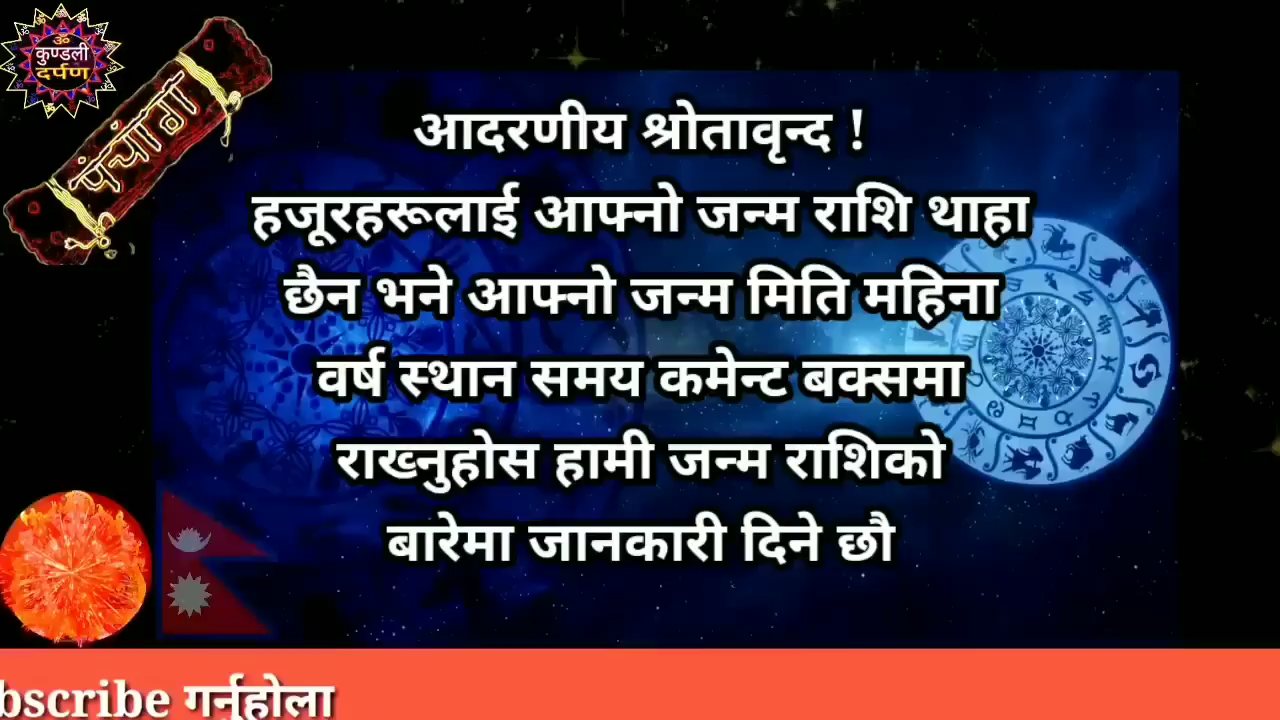 ॐ
कुण्डली
दर्पण
पंचांग
आदरणीय श्रोतावृन्द !
हजूरहरूलाई आफ्नो जन्म राशि थाहा
छैन भने आफ्नो जन्म मिति महिना
वर्ष स्थान समय कमेन्ट बक्समा
राख्नुहोस हामी जन्म राशिको
बारेमा जानकारी दिने छौ
bscribe गर्नुहोला